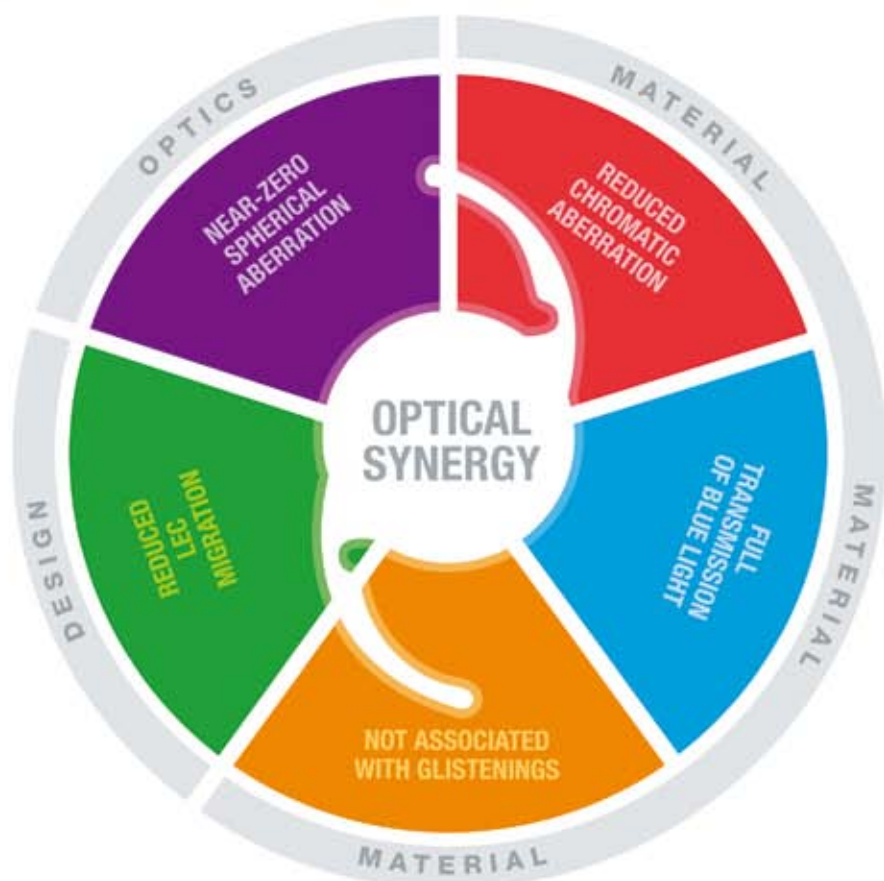 OPTICS
MATERIAL
NEAR-ZERO
SPHERICAL
ABERRATION
REDUCED
CHROMATIC
ABERRATION
OPTICAL
SYNERGY
REDUCED
LEC
MIGRATION
FULL
TRANSMISSION
OF BLUE LIGHT
DESIGN
MATERIAL
NOT ASSOCIATED
WITH GLISTENINGS
MATERIAL